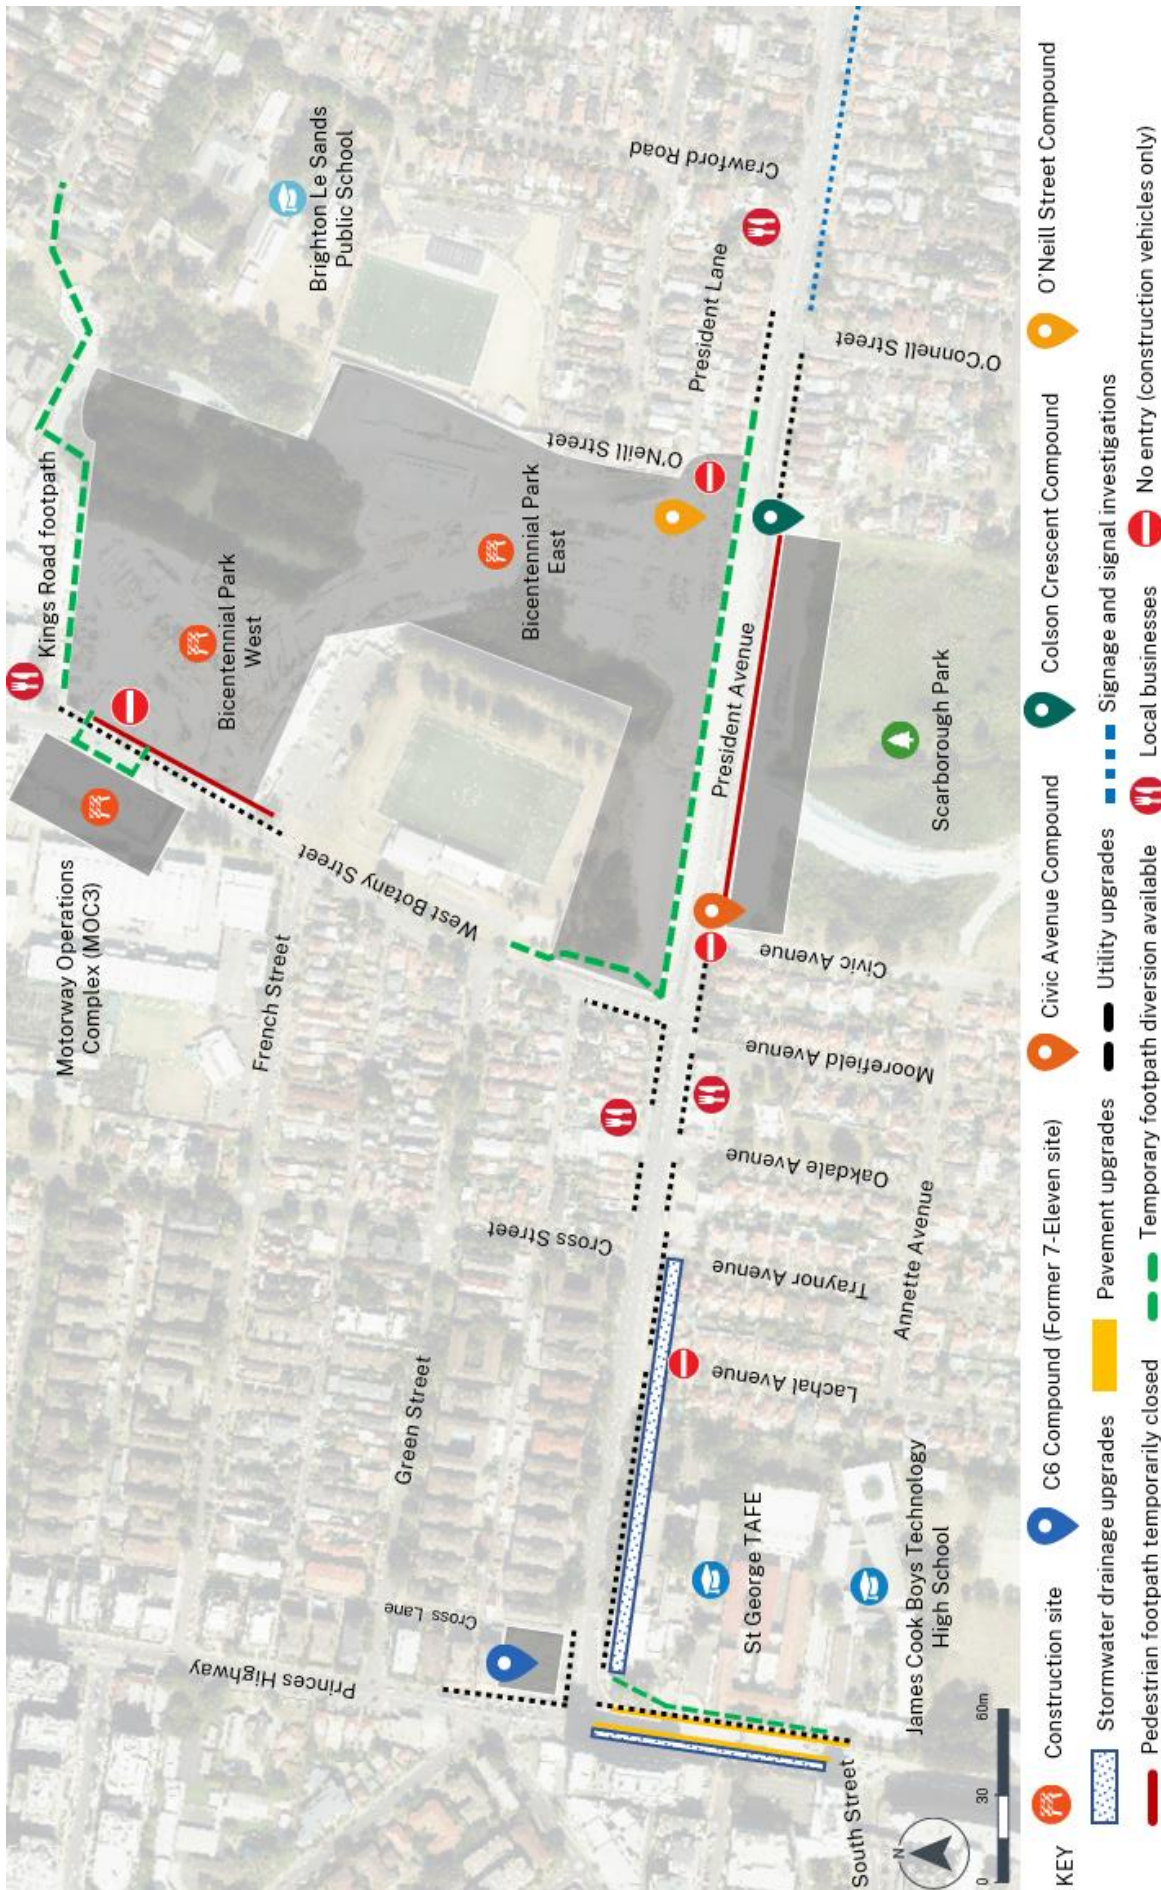 Princes Highway
Cross Lane
Green Street
French Street
Motorway Operations
Complex (MOC3)
Kings Road footpath
Bicentennial Park
West
Brighton Le Sands
Public School
West Botany Street
Bicentennial Park
East
O'Neill Street
President Lane
Crawford Road
Cross Street
President Avenue
O'Connell Street
South Street
St George TAFE
James Cook Boys Technology
High School
Lachal Avenue
Traynor Avenue
Annette Avenue
Oakdale Avenue
Moorefield Avenue
Civic Avenue
Scarborough Park
N
0 30 60m
KEY
Construction site
C6 Compound (Former 7-Eleven site)
Civic Avenue Compound
Colson Crescent Compound
O'Neill Street Compound
Stormwater drainage upgrades
Pavement upgrades
Utility upgrades
Signage and signal investigations
Pedestrian footpath temporarily closed
Temporary footpath diversion available
Local businesses
No entry (construction vehicles only)